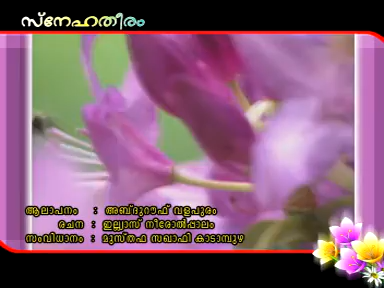 സ്നേഹതീരം
ആലാപനം : അബ്ദുറൗഫ് വളപുരം
രചന : ഇല്യാസ് നീരോൽപ്പാലം
സംവിധാനം : മുസ്തഫ സഖാഫി കാടാമ്പുഴ